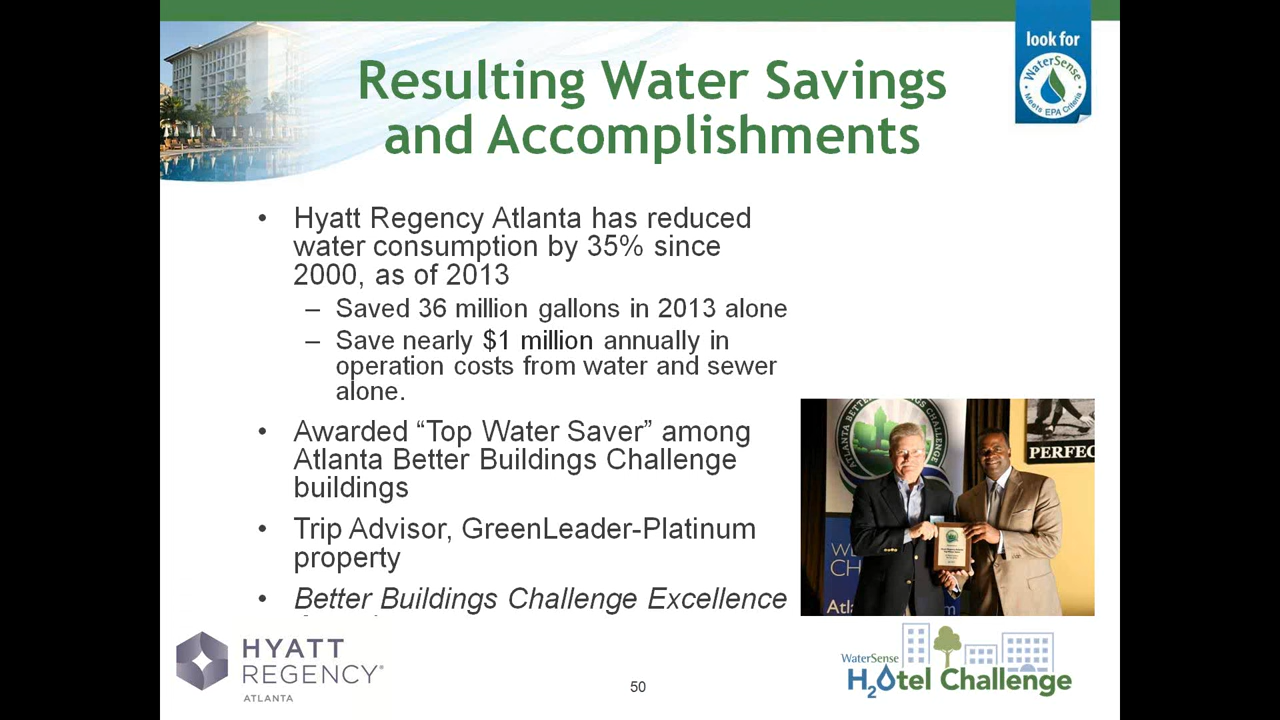 look for
WaterSense
Meets EPA Criteria
Resulting Water Savings
and Accomplishments
• Hyatt Regency Atlanta has reduced
water consumption by 35% since
2000, as of 2013
– Saved 36 million gallons in 2013 alone
– Save nearly $1 million annually in
operation costs from water and sewer
alone.
• Awarded “Top Water Saver” among
Atlanta Better Buildings Challenge
buildings
• Trip Advisor, GreenLeader-Platinum
property
• Better Buildings Challenge Excellence
PERFEC
HYATT
REGENCY®
ATLANTA
50
WaterSense
H2Otel Challenge